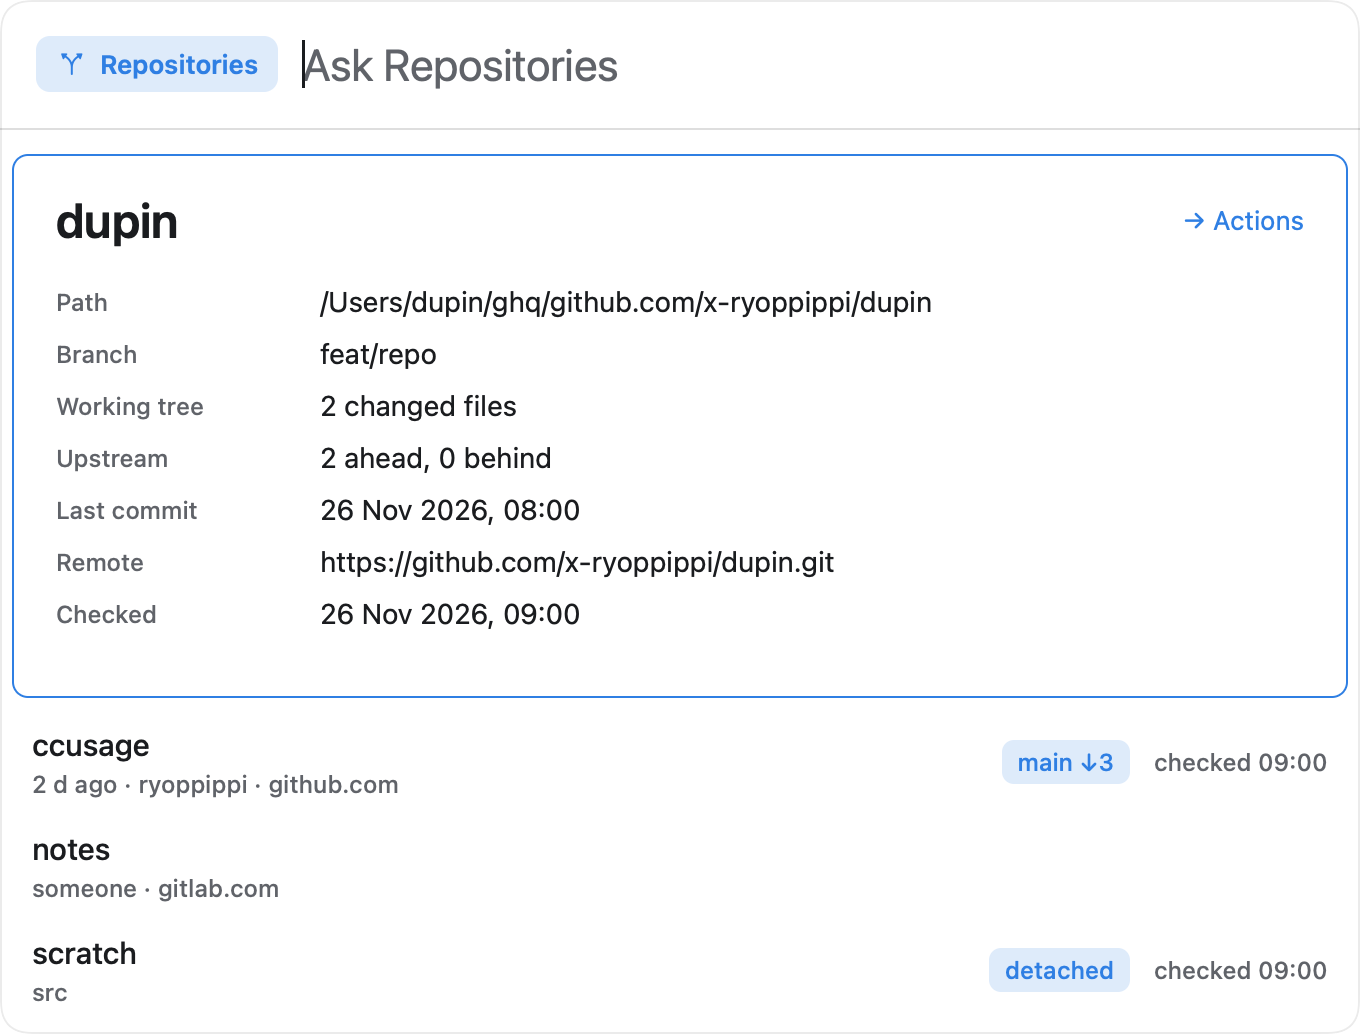 Repositories
Ask Repositories
dupin
→ Actions
Path /Users/dupin/ghq/github.com/x-ryoppippi/dupin
Branch feat/repo
Working tree 2 changed files
Upstream 2 ahead, 0 behind
Last commit 26 Nov 2026, 08:00
Remote https://github.com/x-ryoppippi/dupin.git
Checked 26 Nov 2026, 09:00
ccusage
main ↓3 checked 09:00
2 d ago · ryoppippi · github.com
notes
someone · gitlab.com
scratch
detached checked 09:00
src